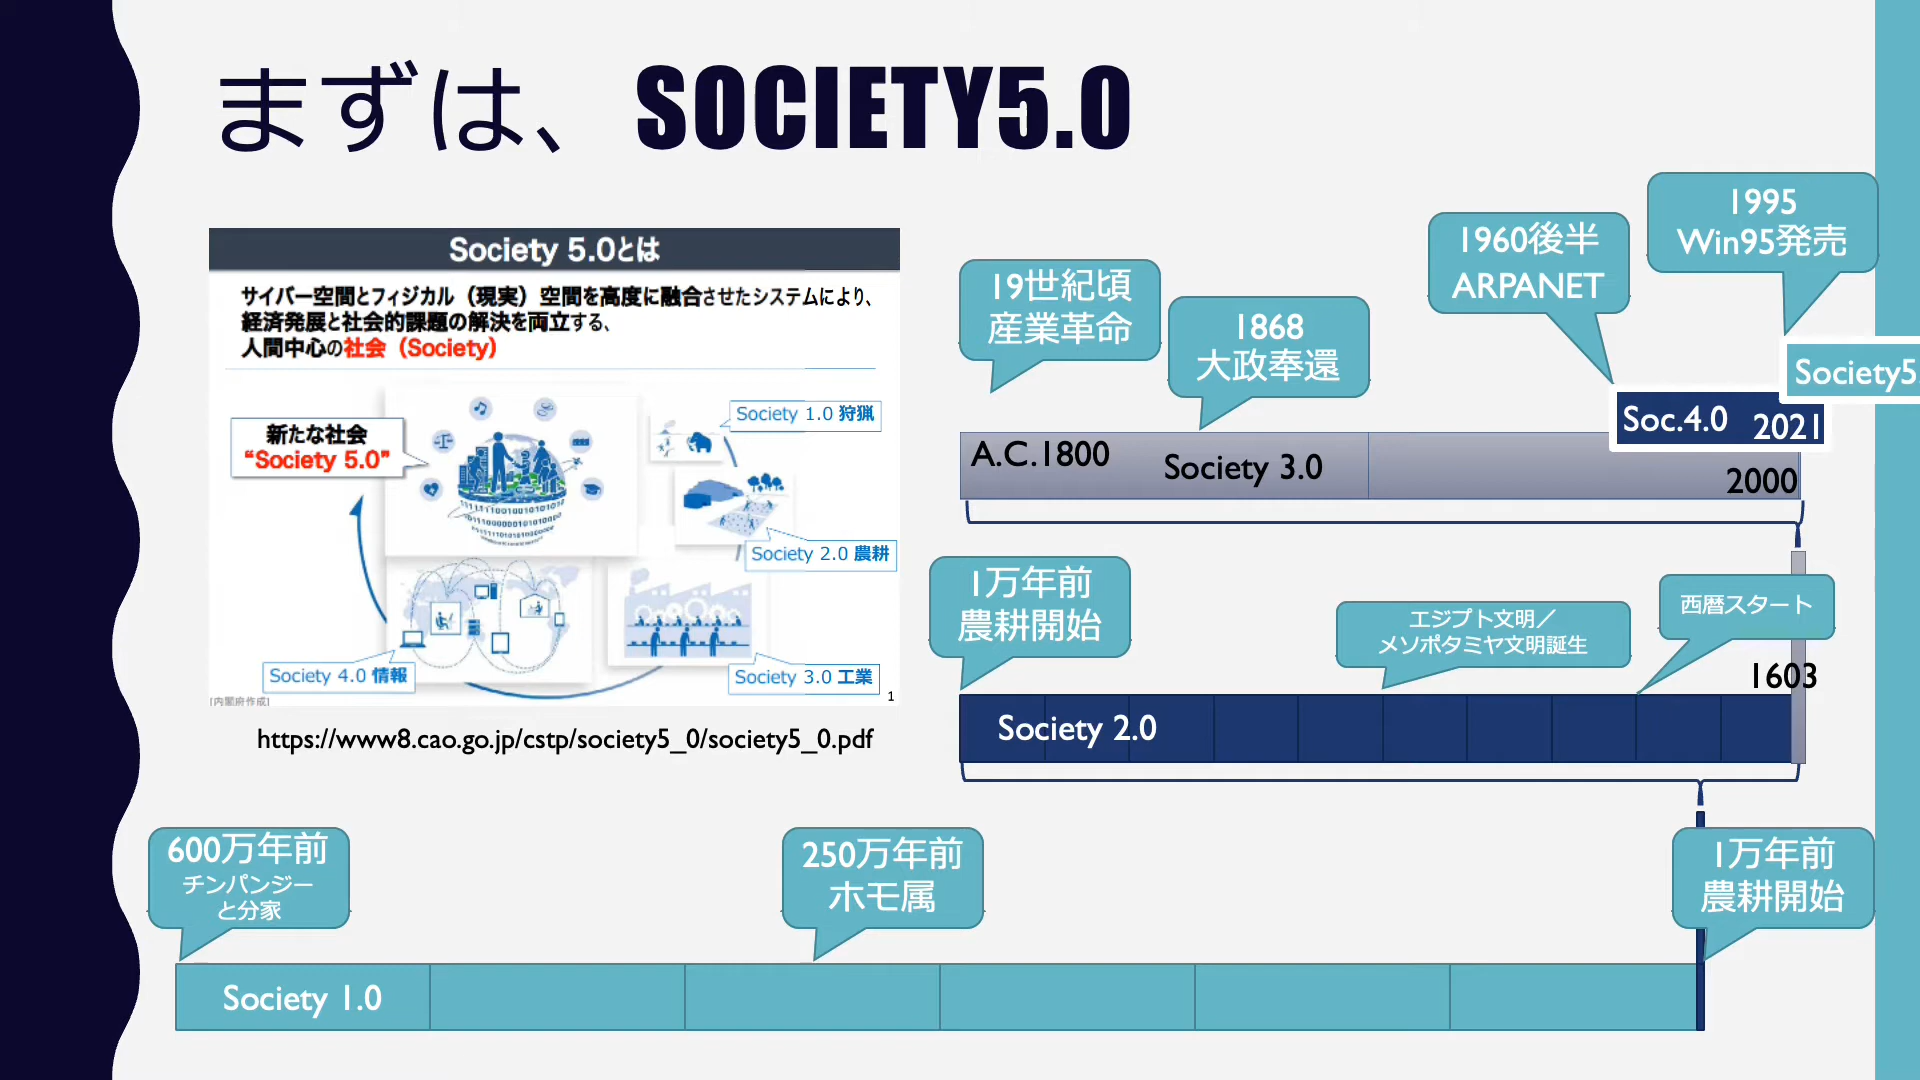 まずは、SOCIETY5.0
Society 5.0とは
サイバー空間とフィジカル（現実）空間を高度に融合させたシステムにより、
経済発展と社会的課題の解決を両立する、
人間中心の社会（Society）
新たな社会
“Society 5.0”
Society 1.0 狩猟
Society 2.0 農耕
Society 3.0 工業
Society 4.0 情報
[内閣府作成]
1
https://www8.cao.go.jp/cstp/society5_0/society5_0.pdf
19世紀頃
産業革命
1868
大政奉還
1960後半
ARPANET
1995
Win95発売
Society5
Soc.4.0
2021
A.C.1800
Society 3.0
2000
1万年前
農耕開始
エジプト文明／
メソポタミヤ文明誕生
西暦スタート
1603
Society 2.0
600万年前
チンパンジー
と分家
250万年前
ホモ属
1万年前
農耕開始
Society 1.0